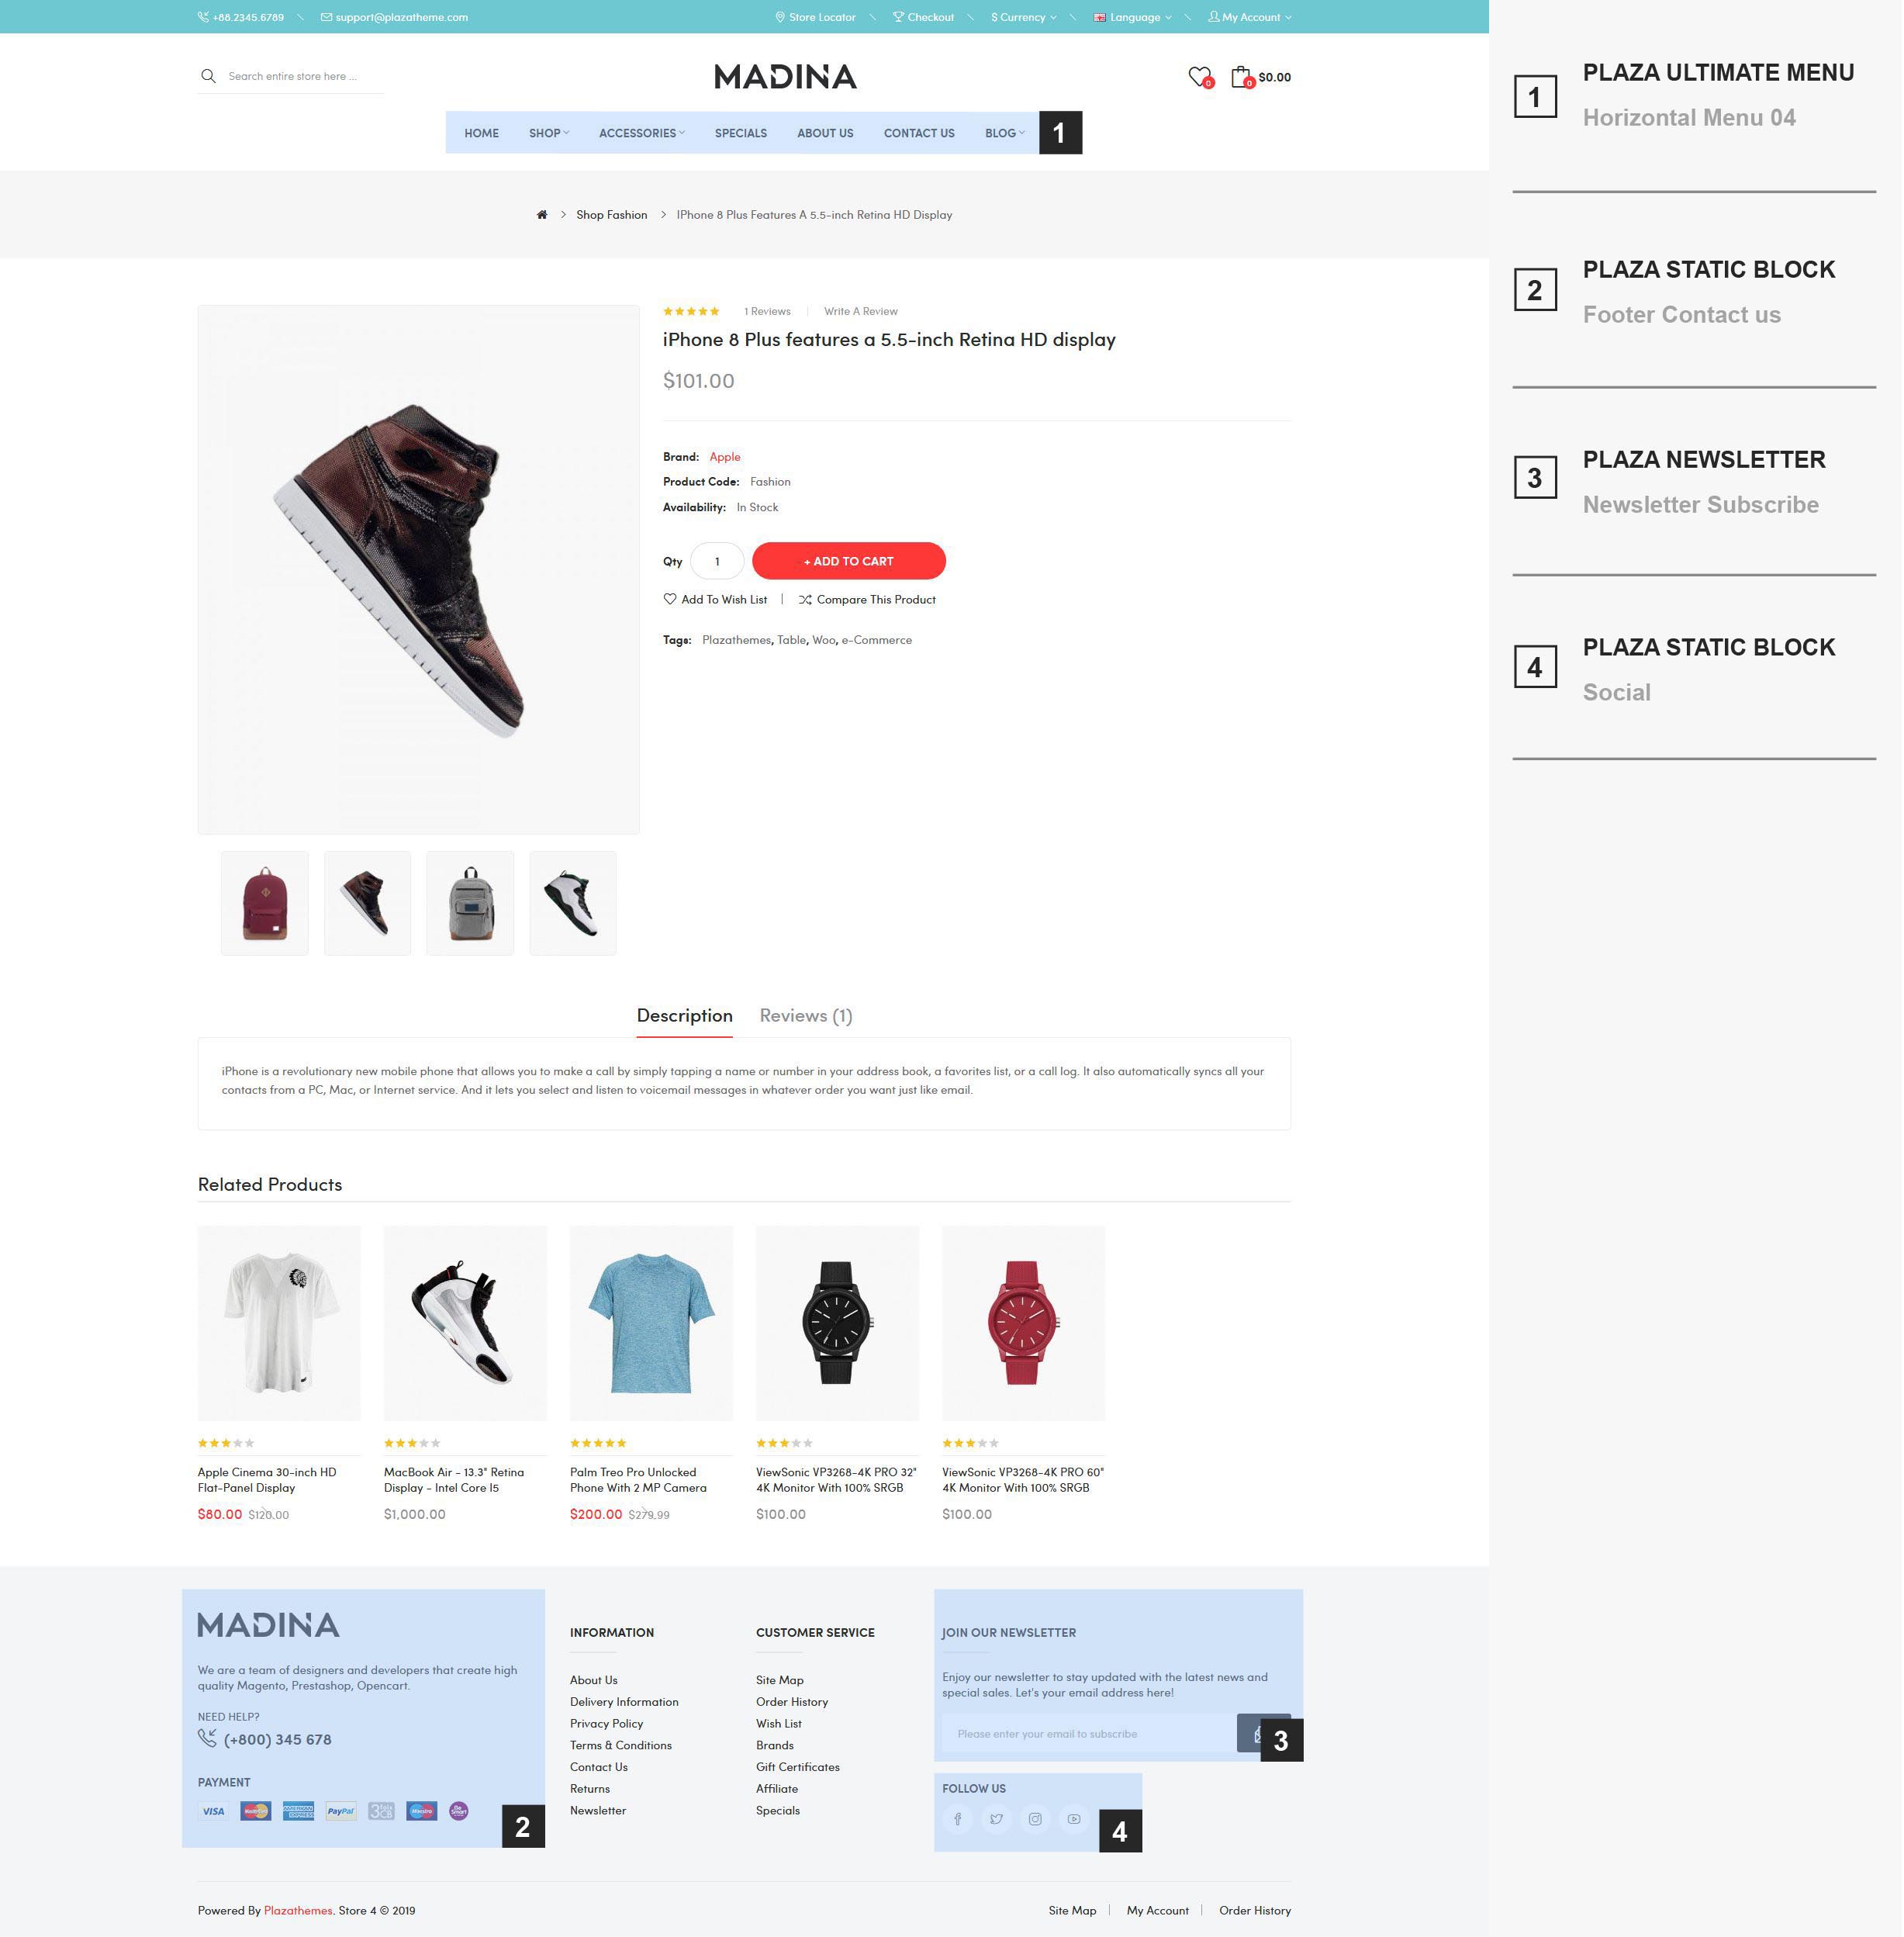 +88.2345.6789
support@plazatheme.com
Store Locator
Checkout
$ Currency
Language
My Account
Search entire store here ...
MADINA
0
0
$0.00
HOME SHOP ACCESSORIES SPECIALS ABOUT US CONTACT US BLOG
1
Shop Fashion
IPhone 8 Plus Features A 5.5-inch Retina HD Display
1 Reviews
Write A Review
iPhone 8 Plus features a 5.5-inch Retina HD display
$101.00
Brand: Apple
Product Code: Fashion
Availability: In Stock
Qty 1 + ADD TO CART
Add To Wish List
Compare This Product
Tags: Plazathemes, Table, Woo, e-Commerce
Description
Reviews (1)
iPhone is a revolutionary new mobile phone that allows you to make a call by simply tapping a name or number in your address book, a favorites list, or a call log. It also automatically syncs all your
contacts from a PC, Mac, or Internet service. And it lets you select and listen to voicemail messages in whatever order you want just like email.
Related Products
Apple Cinema 30-inch HD
Flat-Panel Display
$80.00 $120.00
MacBook Air - 13.3" Retina
Display - Intel Core I5
$1,000.00
Palm Treo Pro Unlocked
Phone With 2 MP Camera
$200.00 $279.99
ViewSonic VP3268-4K PRO 32"
4K Monitor With 100% SRGB
$100.00
ViewSonic VP3268-4K PRO 60"
4K Monitor With 100% SRGB
$100.00
MADINA
We are a team of designers and developers that create high
quality Magento, Prestashop, Opencart.
NEED HELP?
(+800) 345 678
PAYMENT
VISA
MasterCard
AMERICAN EXPRESS
PayPal
Maestro
2
INFORMATION
About Us
Delivery Information
Privacy Policy
Terms & Conditions
Contact Us
Returns
Newsletter
CUSTOMER SERVICE
Site Map
Order History
Wish List
Brands
Gift Certificates
Affiliate
Specials
JOIN OUR NEWSLETTER
Enjoy our newsletter to stay updated with the latest news and
special sales. Let's your email address here!
Please enter your email to subscribe
3
FOLLOW US
4
Powered By Plazathemes. Store 4 © 2019
Site Map
My Account
Order History
1
PLAZA ULTIMATE MENU
Horizontal Menu 04
2
PLAZA STATIC BLOCK
Footer Contact us
3
PLAZA NEWSLETTER
Newsletter Subscribe
4
PLAZA STATIC BLOCK
Social